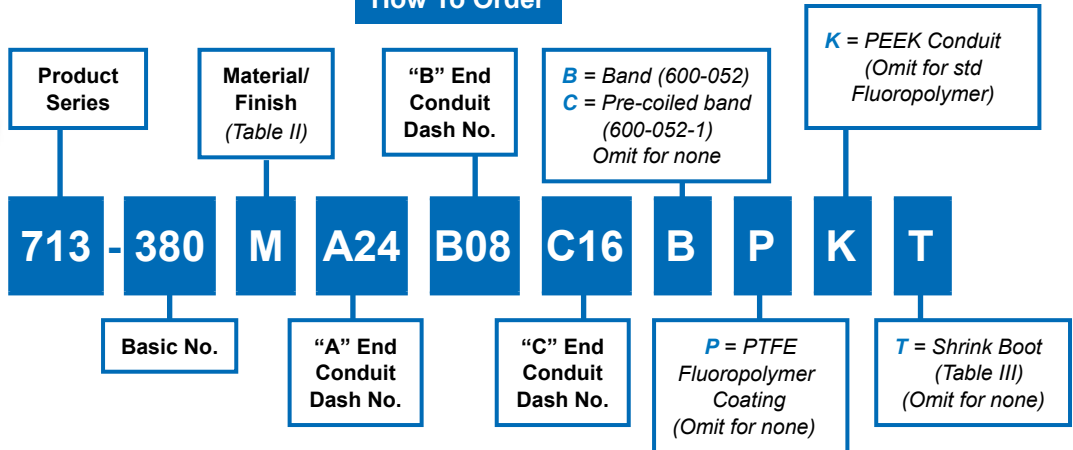 How To Order
Product
Series
Material/
Finish
(Table II)
“B” End
Conduit
Dash No.
B = Band (600-052)
C = Pre-coiled band
(600-052-1)
Omit for none
K = PEEK Conduit
(Omit for std
Fluoropolymer)
713 - 380 M A24 B08 C16 B P K T
Basic No.
“A” End
Conduit
Dash No.
“C” End
Conduit
Dash No.
P = PTFE
Fluoropolymer
Coating
(Omit for none)
T = Shrink Boot
(Table III)
(Omit for none)